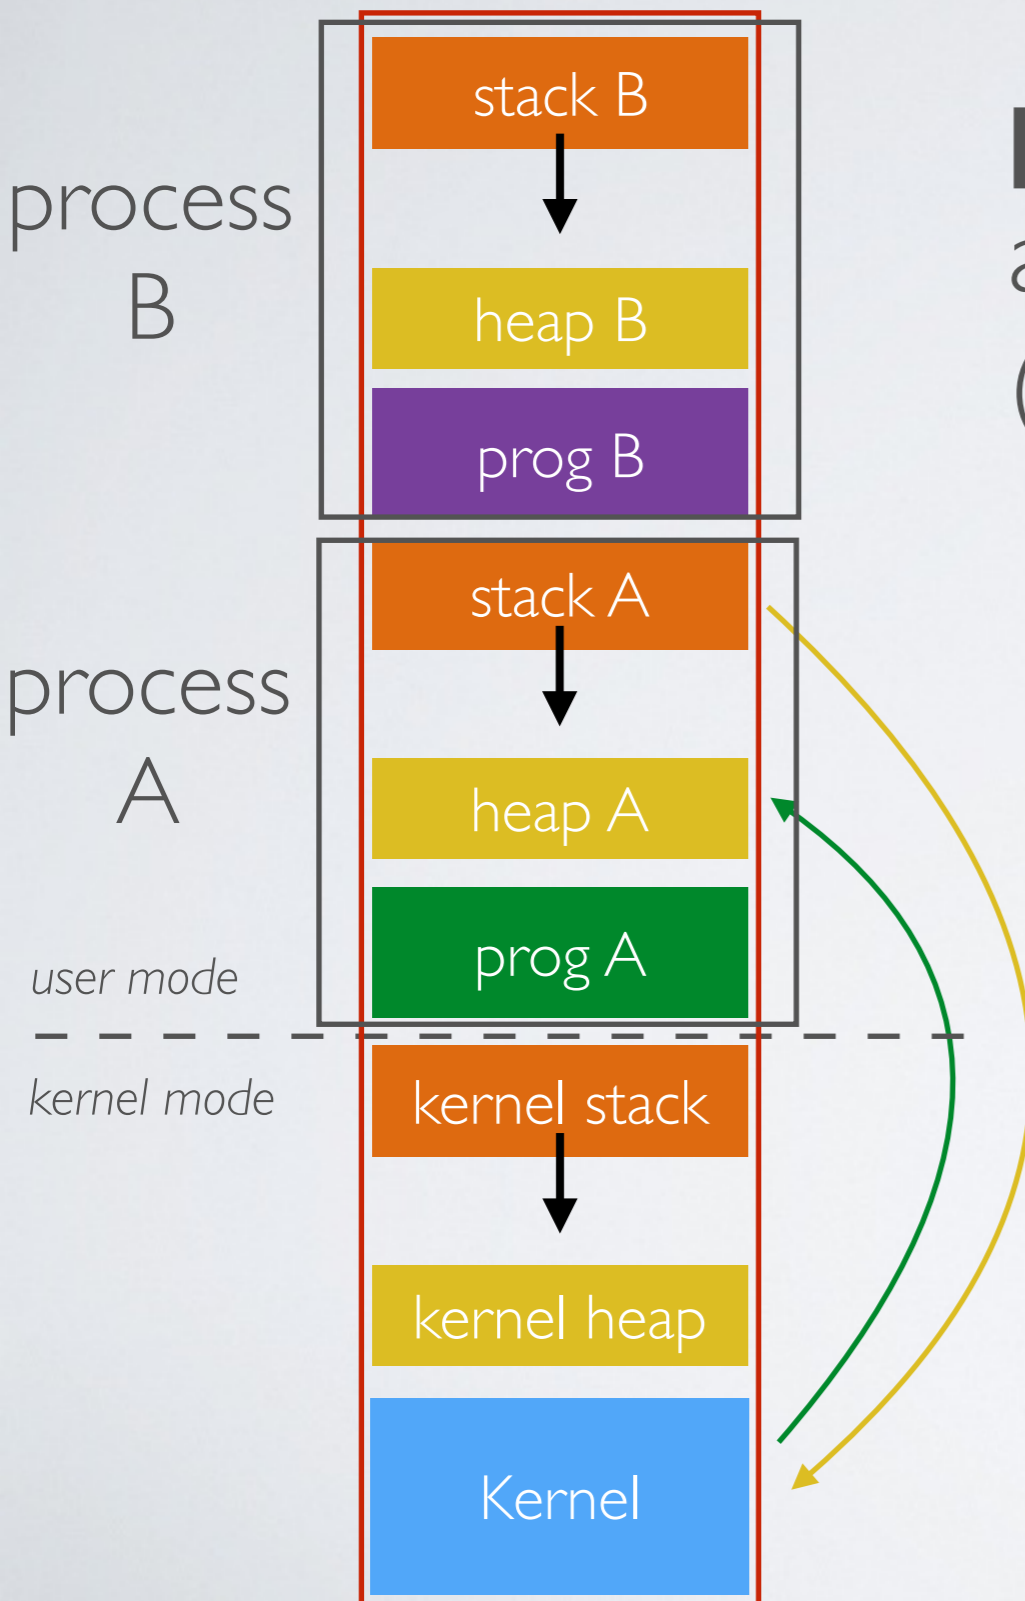 stack B
process
B
heap B
prog B
stack A
process
A
heap A
prog A
user mode
kernel mode
kernel stack
kernel heap
Kernel